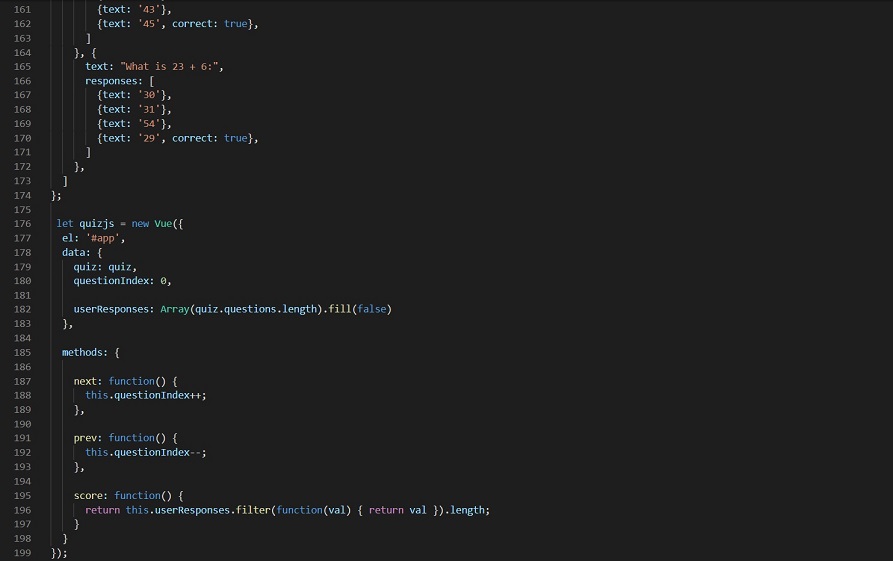 161 {text: '43'},
162 {text: '45', correct: true},
163 ]
164 }, {
165 text: "What is 23 + 6:",
166 responses: [
167 {text: '30'},
168 {text: '31'},
169 {text: '54'},
170 {text: '29', correct: true},
171 ]
172 },
173 ]
174 };
175
176 let quizjs = new Vue({
177 el: '#app',
178 data: {
179 quiz: quiz,
180 questionIndex: 0,
181
182 userResponses: Array(quiz.questions.length).fill(false)
183 },
184
185 methods: {
186
187 next: function() {
188 this.questionIndex++;
189 },
190
191 prev: function() {
192 this.questionIndex--;
193 },
194
195 score: function() {
196 return this.userResponses.filter(function(val) { return val }).length;
197 }
198 }
199 });